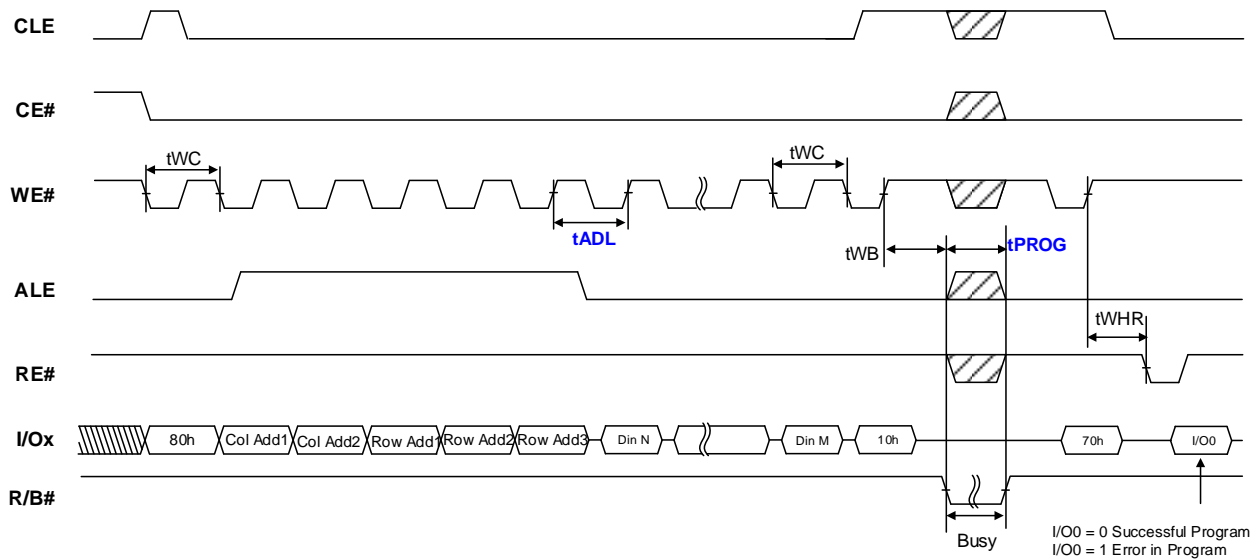 CLE
CE#
tWC
tWC
WE#
tADL
tWB
tPROG
ALE
tWHR
RE#
I/Ox
80h
Col Add1
Col Add2
Row Add1
Row Add2
Row Add3
Din N
Din M
10h
70h
I/O0
R/B#
Busy
I/O0 = 0 Successful Program
I/O0 = 1 Error in Program